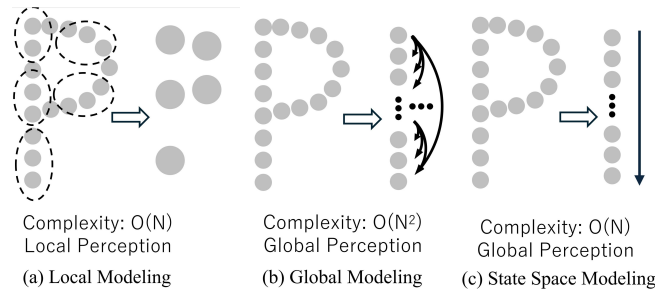 Complexity: O(N)
Local Perception
(a) Local Modeling
Complexity: O(N²)
Global Perception
(b) Global Modeling
Complexity: O(N)
Global Perception
(c) State Space Modeling